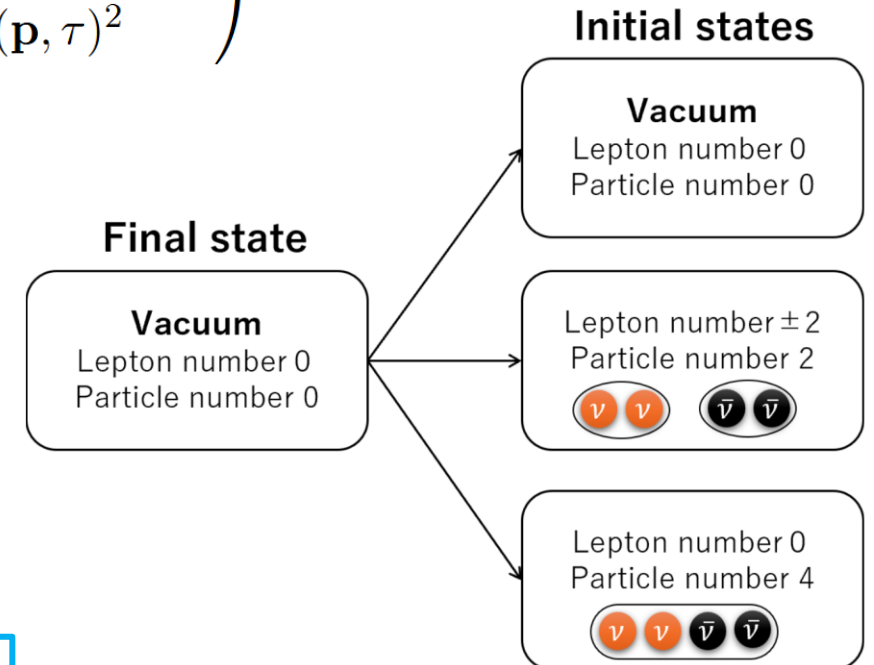 (𝐩, τ)²
)
Initial states
Vacuum
Lepton number 0
Particle number 0
Final state
Vacuum
Lepton number 0
Particle number 0
Lepton number ±2
Particle number 2
ν ν ν̄ ν̄
Lepton number 0
Particle number 4
ν ν ν̄ ν̄